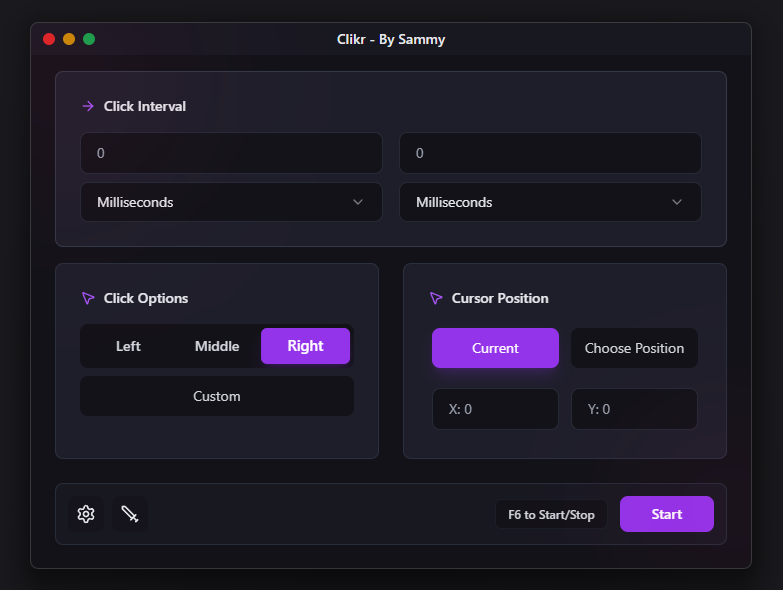 Clikr - By Sammy
Click Interval
0 0
Milliseconds Milliseconds
Click Options
Left Middle Right
Custom
Cursor Position
Current Choose Position
X: 0 Y: 0
F6 to Start/Stop Start